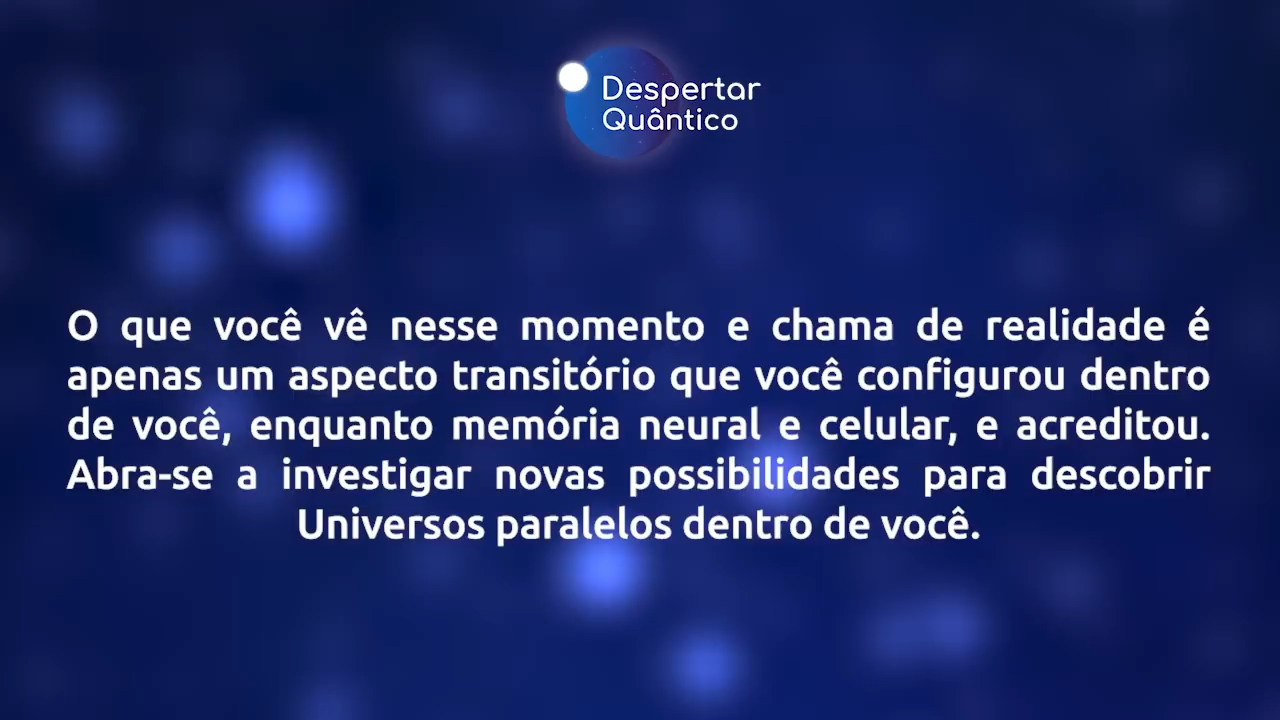 Despertar
Quântico
O que você vê nesse momento e chama de realidade é
apenas um aspecto transitório que você configurou dentro
de você, enquanto memória neural e celular, e acreditou.
Abra-se a investigar novas possibilidades para descobrir
Universos paralelos dentro de você.